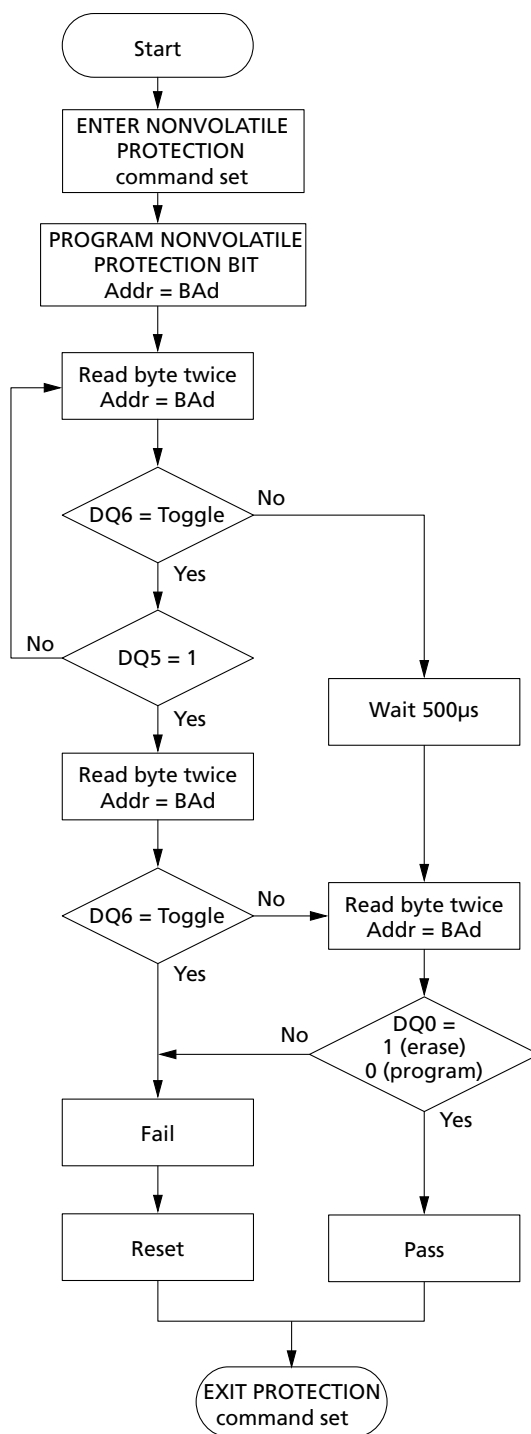 Start
ENTER NONVOLATILE
PROTECTION
command set
PROGRAM NONVOLATILE
PROTECTION BIT
Addr = BAd
Read byte twice
Addr = BAd
DQ6 = Toggle
No
Yes
DQ5 = 1
No
Yes
Wait 500µs
Read byte twice
Addr = BAd
DQ6 = Toggle
No
Yes
Read byte twice
Addr = BAd
DQ0 =
1 (erase)
0 (program)
No
Yes
Fail
Reset
Pass
EXIT PROTECTION
command set